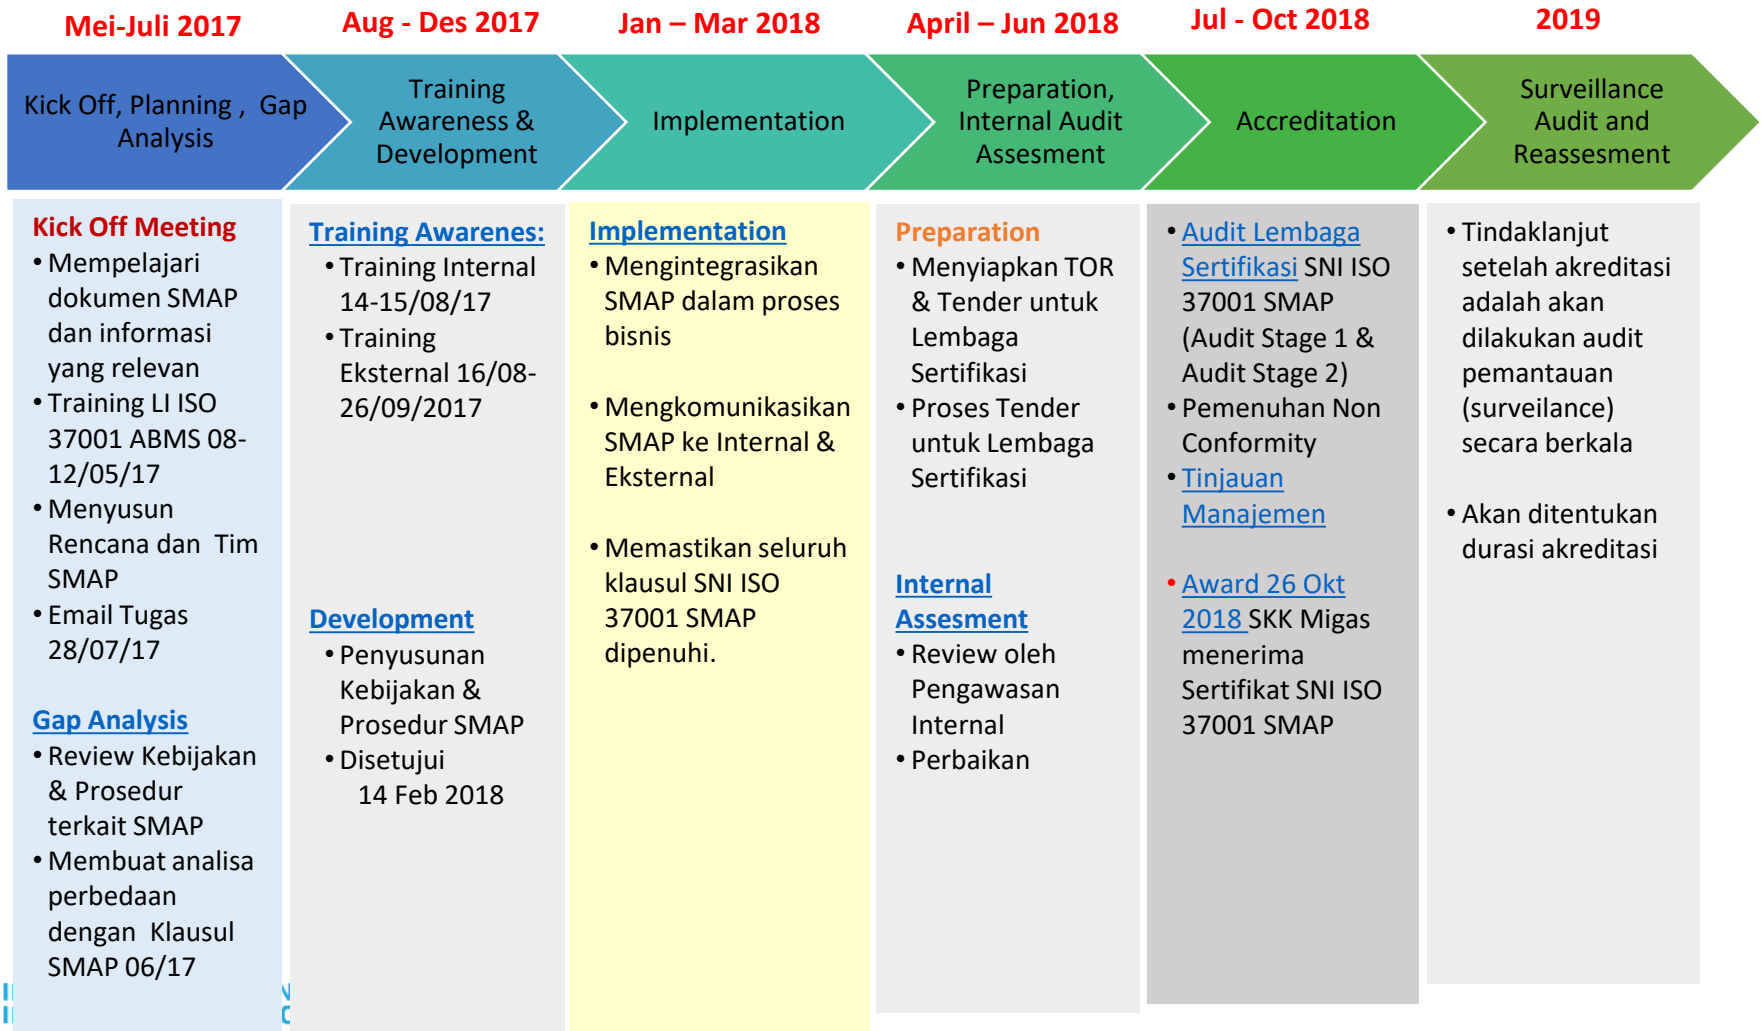 Mei-Juli 2017
Aug - Des 2017
Jan – Mar 2018
April – Jun 2018
Jul - Oct 2018
2019
Kick Off, Planning , Gap
Analysis
Training
Awareness &
Development
Implementation
Preparation,
Internal Audit
Assesment
Accreditation
Surveillance
Audit and
Reassesment
Kick Off Meeting
• Mempelajari
dokumen SMAP
dan informasi
yang relevan
• Training LI ISO
37001 ABMS 08-
12/05/17
• Menyusun
Rencana dan Tim
SMAP
• Email Tugas
28/07/17
Gap Analysis
• Review Kebijakan
& Prosedur
terkait SMAP
• Membuat analisa
perbedaan
dengan Klausul
SMAP 06/17
Training Awarenes:
• Training Internal
14-15/08/17
• Training
Eksternal 16/08-
26/09/2017
Development
• Penyusunan
Kebijakan &
Prosedur SMAP
• Disetujui
14 Feb 2018
Implementation
• Mengintegrasikan
SMAP dalam proses
bisnis
• Mengkomunikasikan
SMAP ke Internal &
Eksternal
• Memastikan seluruh
klausul SNI ISO
37001 SMAP
dipenuhi.
Preparation
• Menyiapkan TOR
& Tender untuk
Lembaga
Sertifikasi
• Proses Tender
untuk Lembaga
Sertifikasi
Internal
Assesment
• Review oleh
Pengawasan
Internal
• Perbaikan
• Audit Lembaga
Sertifikasi SNI ISO
37001 SMAP
(Audit Stage 1 &
Audit Stage 2)
• Pemenuhan Non
Conformity
• Tinjauan
Manajemen
• Award 26 Okt
2018 SKK Migas
menerima
Sertifikat SNI ISO
37001 SMAP
• Tindaklanjut
setelah akreditasi
adalah akan
dilakukan audit
pemantauan
(surveilance)
secara berkala
• Akan ditentukan
durasi akreditasi